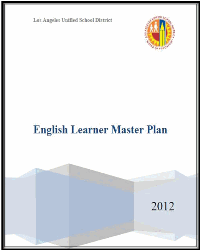 Los Angeles Unified School District
English Learner Master Plan
2012